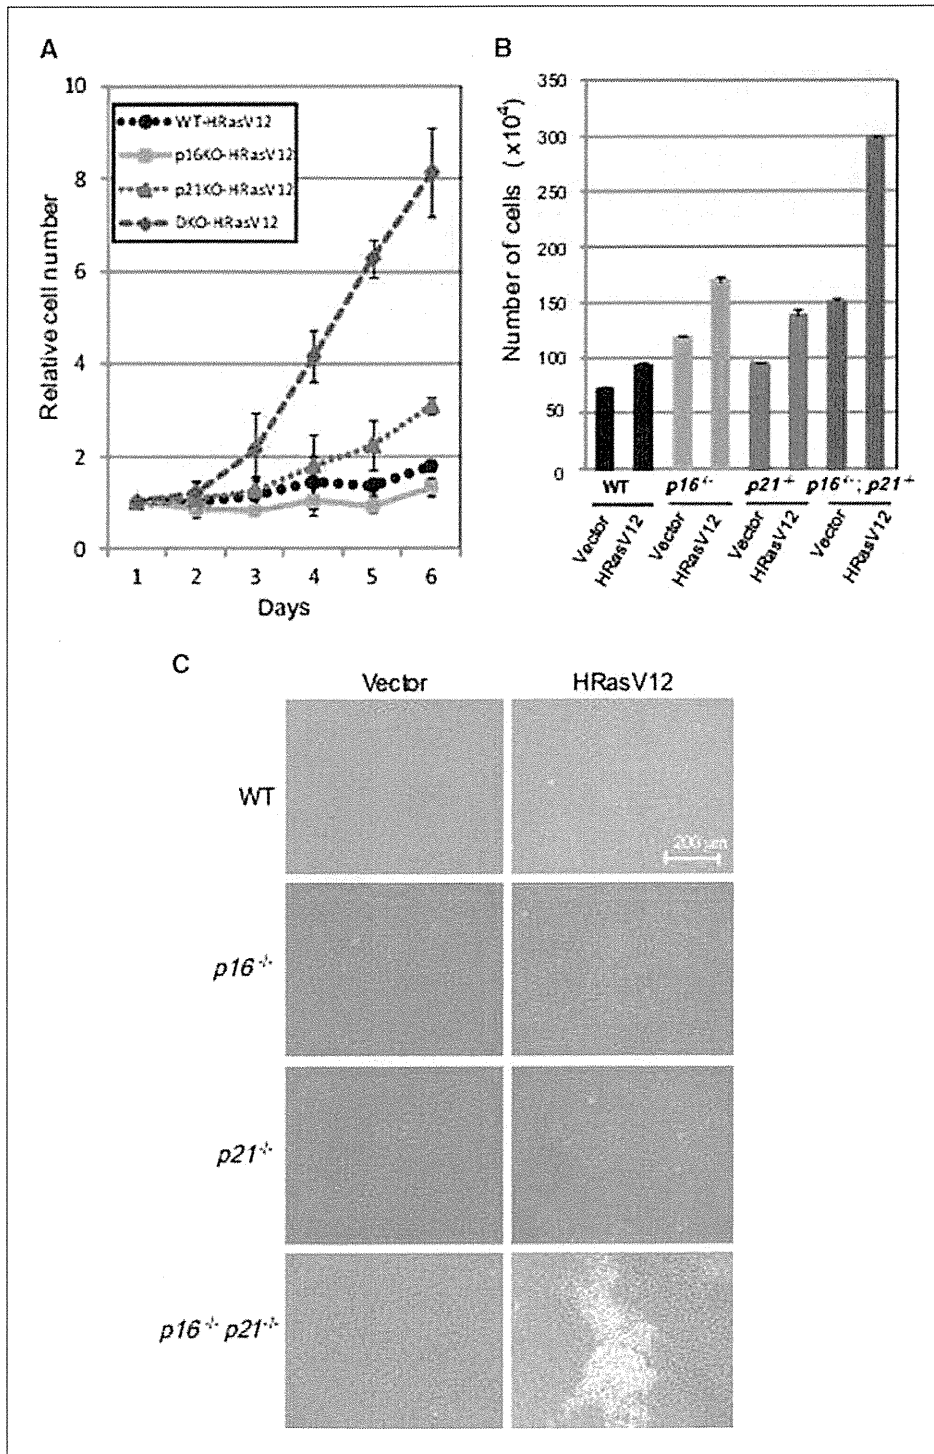 A
Relative cell number
10
8
6
4
2
0
WT-HRasV12
p16KO-HRasV12
p21KO-HRasV12
DKO-HRasV12
1 2 3 4 5 6
Days
B
Number of cells (x10⁴)
350
300
250
200
150
100
50
0
WT p16⁻/⁻ p21⁺ p16⁻/⁻; p21⁺
Vector HRasV12 Vector HRasV12 Vector HRasV12 Vector HRasV12
C
Vector HRasV12
WT
200 µm
p16⁻/⁻
p21⁻/⁻
p16⁻/⁻ p21⁻/⁻